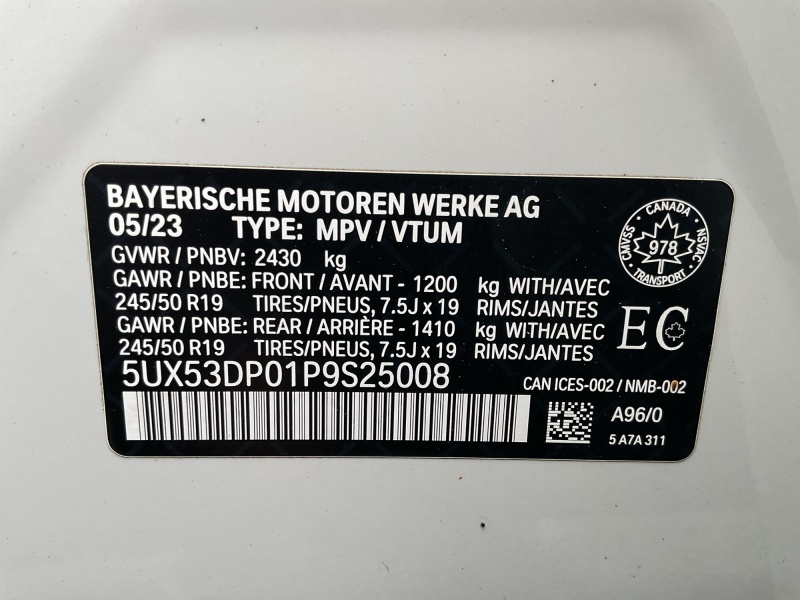 BAYERISCHE MOTOREN WERKE AG
05/23 TYPE: MPV / VTUM
GVWR / PNBV: 2430 kg
GAWR / PNBE: FRONT / AVANT - 1200 kg WITH/AVEC
245/50 R19 TIRES/PNEUS, 7.5J x 19 RIMS/JANTES
GAWR / PNBE: REAR / ARRIÈRE - 1410 kg WITH/AVEC
245/50 R19 TIRES/PNEUS, 7.5J x 19 RIMS/JANTES
5UX53DP01P9S25008
CANADA
CMVSS
978
NSVAC
TRANSPORT
EC
CAN ICES-002 / NMB-002
A96/0
5 A7A 311